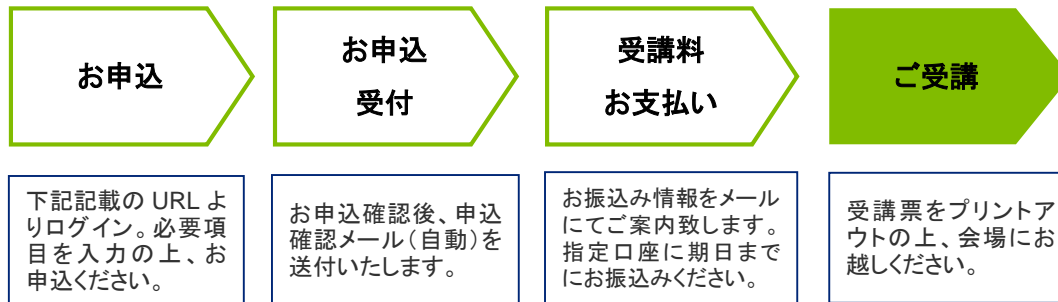 お申込
お申込
受付
受講料
お支払い
ご受講
下記記載の URL よ
りログイン。必要項
目を入力の上、お
申込ください。
お申込確認後、申込
確認メール(自動)を
送付いたします。
お振込み情報をメール
にてご案内致します。
指定口座に期日まで
にお振込みください。
受講票をプリントア
ウトの上、会場にお
越しください。